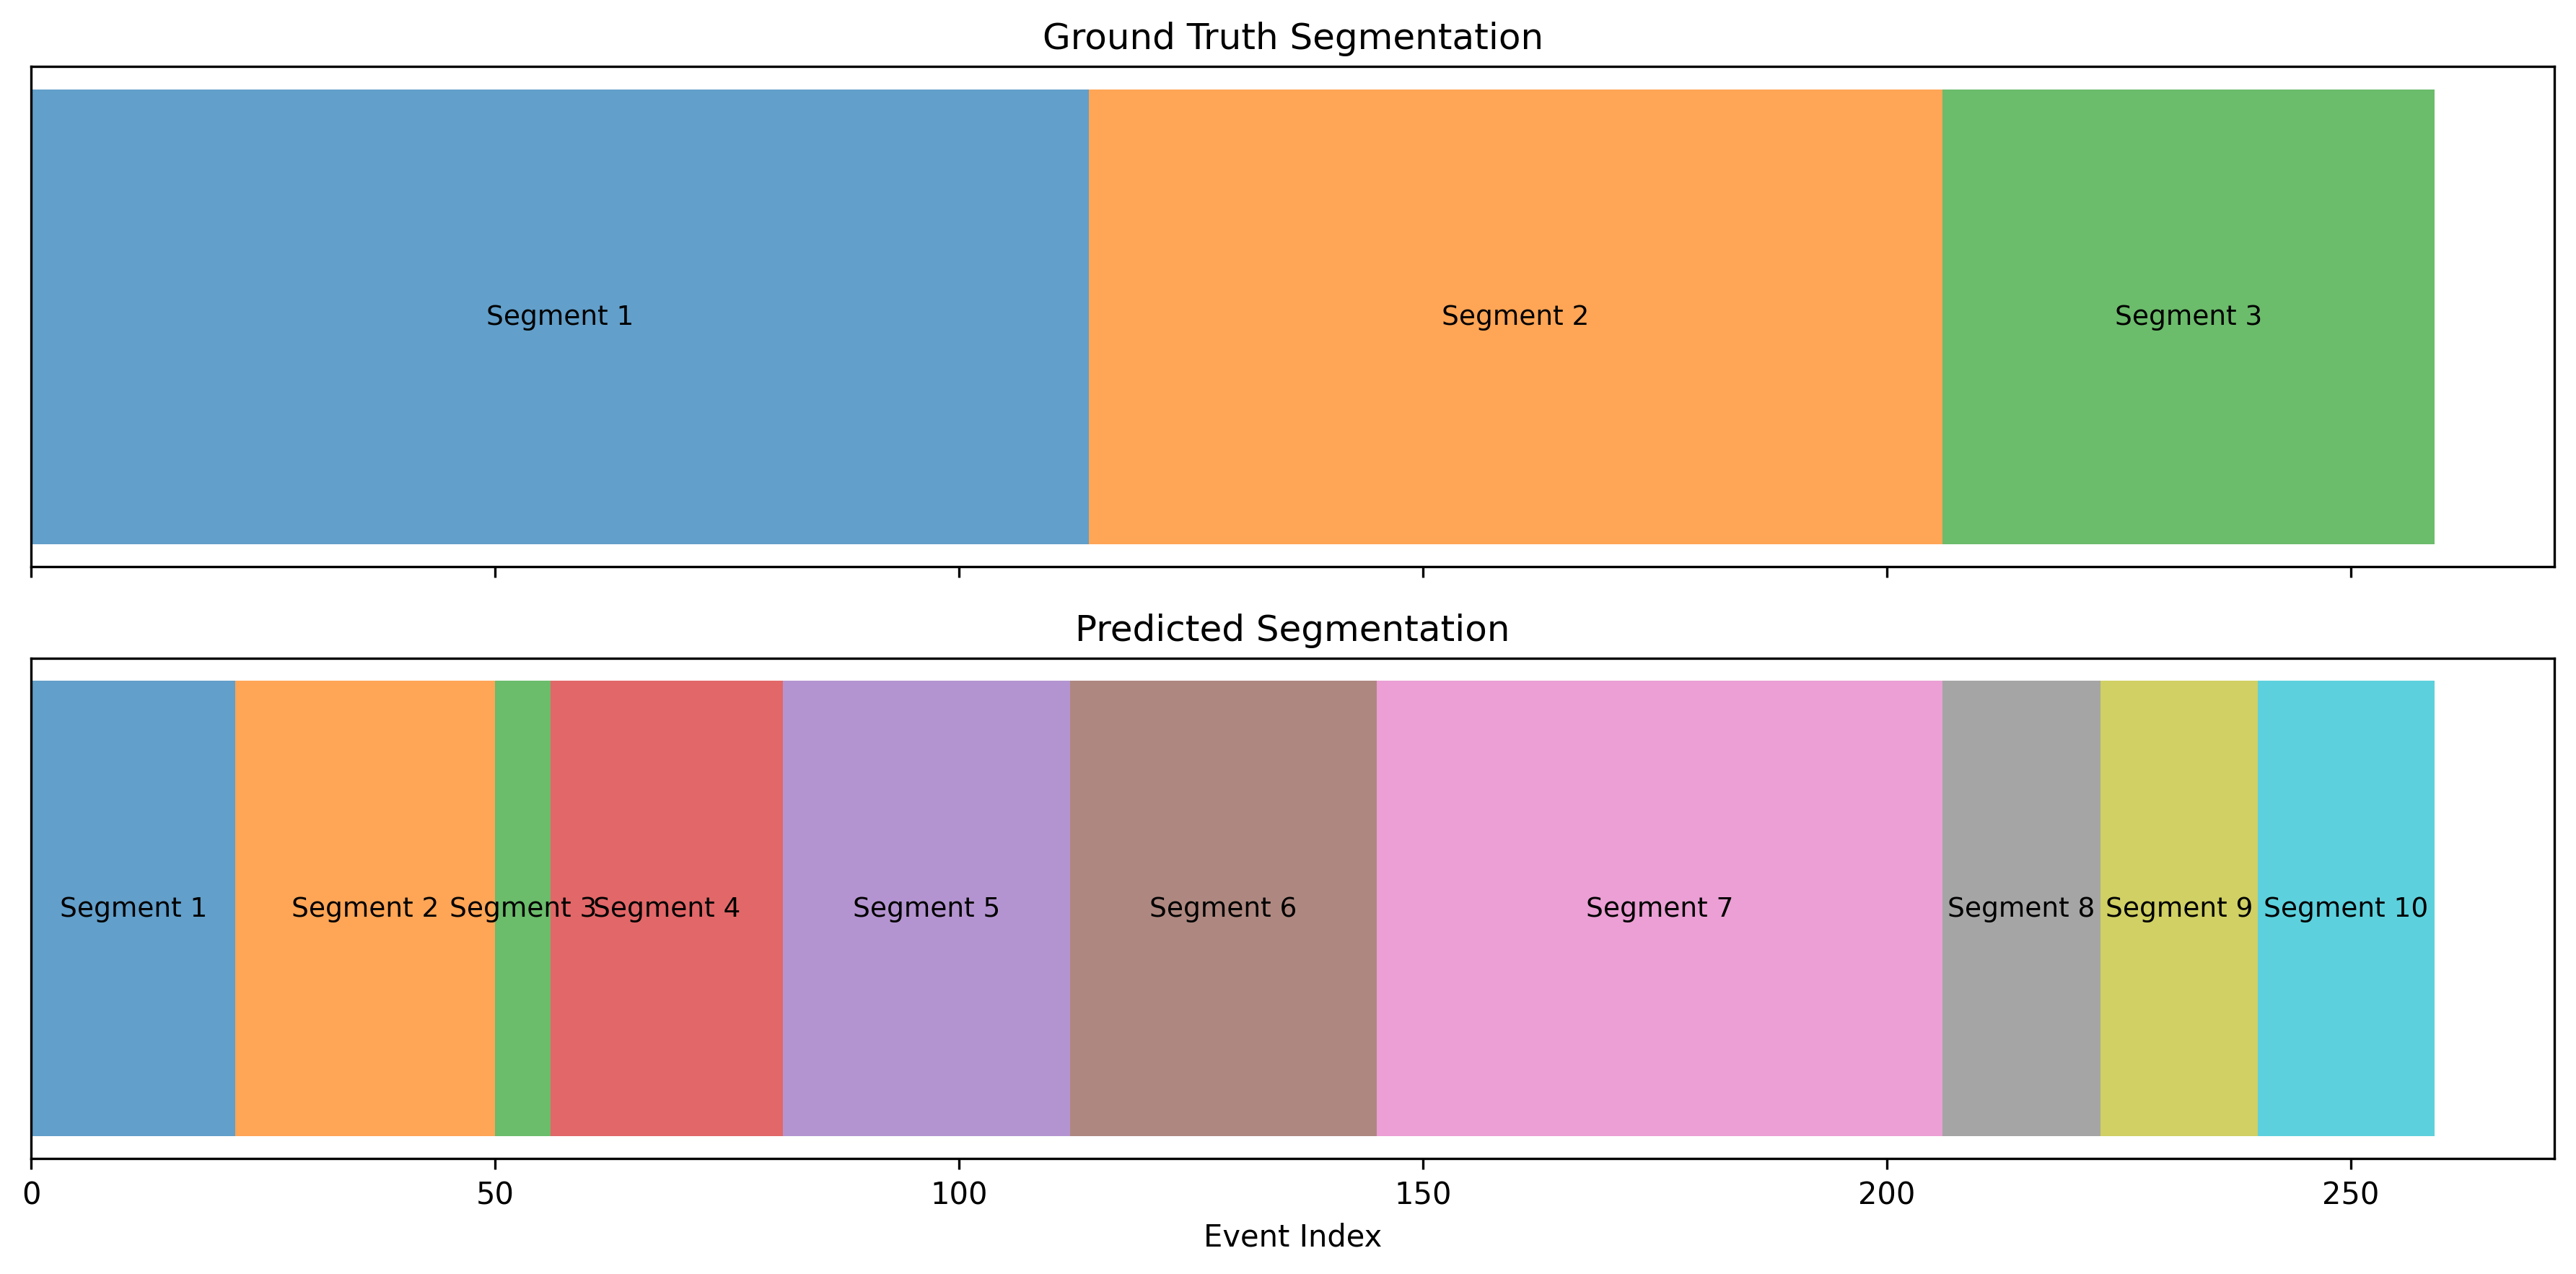 Ground Truth Segmentation
Segment 1 Segment 2 Segment 3
Predicted Segmentation
Segment 1 Segment 2 Segment 3 Segment 4 Segment 5 Segment 6 Segment 7 Segment 8 Segment 9 Segment 10
0 50 100 150 200 250
Event Index